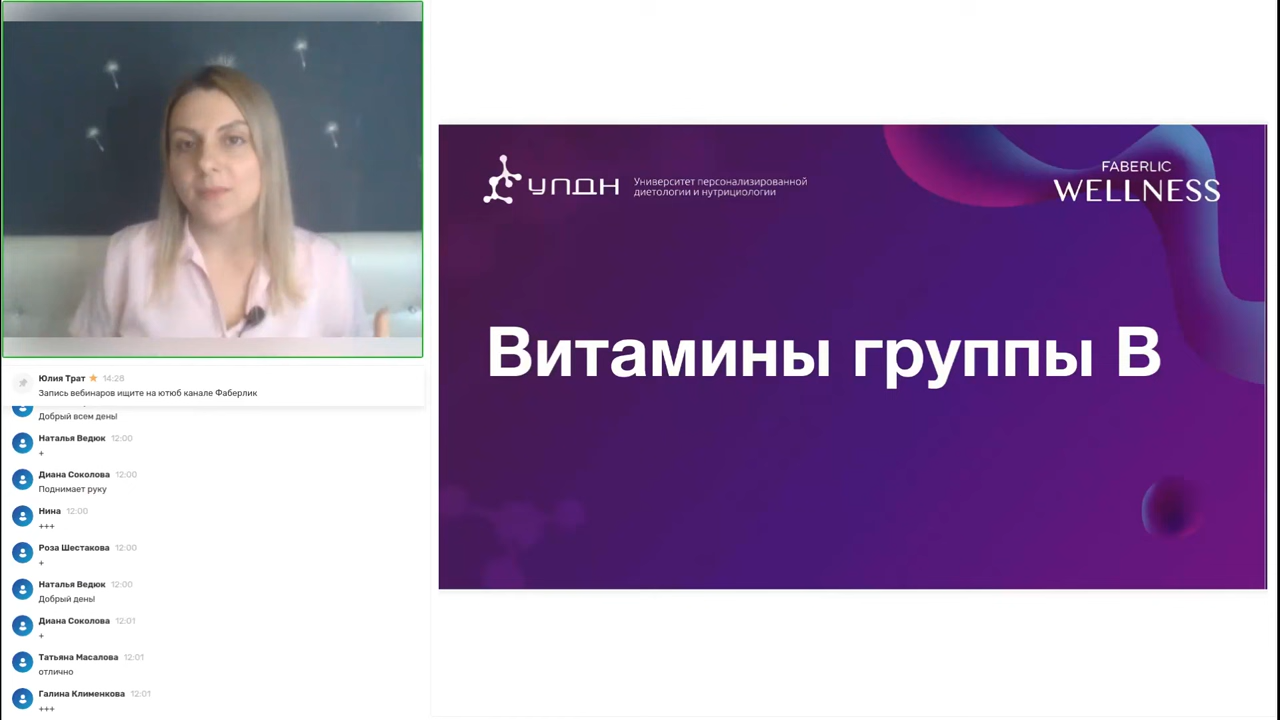 УПДН
Университет персонализированной
диетологии и нутрициологии
FABERLIC
WELLNESS
Витамины группы В
Юлия Трат 14:28
Запись вебинаров ищите на ютюб канале Фаберлик
Добрый всем день!
Наталья Ведюк 12:00
+
Диана Соколова 12:00
Поднимает руку
Нина 12:00
+++
Роза Шестакова 12:00
+
Наталья Ведюк 12:00
Добрый день!
Диана Соколова 12:01
+
Татьяна Масалова 12:01
отлично
Галина Клименкова 12:01
+++